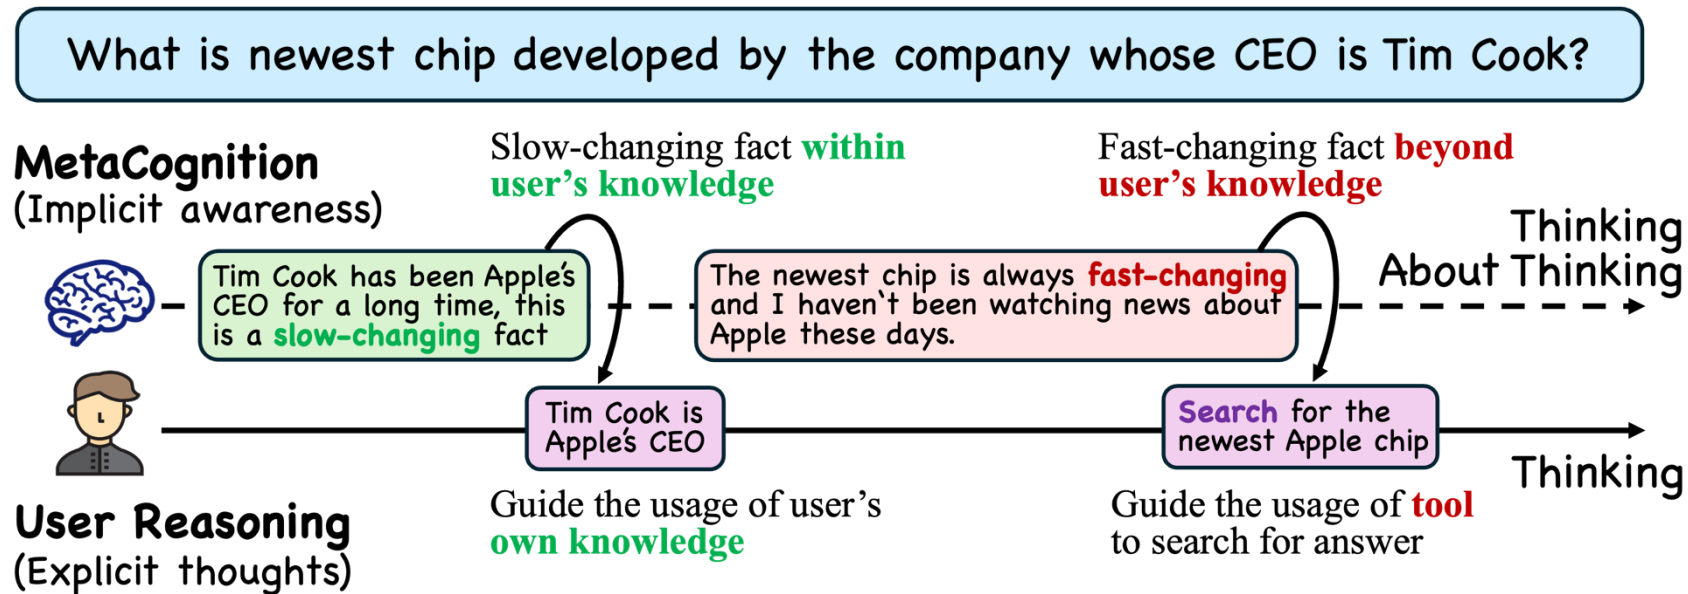 What is newest chip developed by the company whose CEO is Tim Cook?
MetaCognition
(Implicit awareness)
Slow-changing fact within
user's knowledge
Fast-changing fact beyond
user's knowledge
Thinking
About Thinking
Tim Cook has been Apple's
CEO for a long time, this
is a slow-changing fact
The newest chip is always fast-changing
and I haven`t been watching news about
Apple these days.
Tim Cook is
Apple's CEO
Search for the
newest Apple chip
Thinking
User Reasoning
(Explicit thoughts)
Guide the usage of user's
own knowledge
Guide the usage of tool
to search for answer